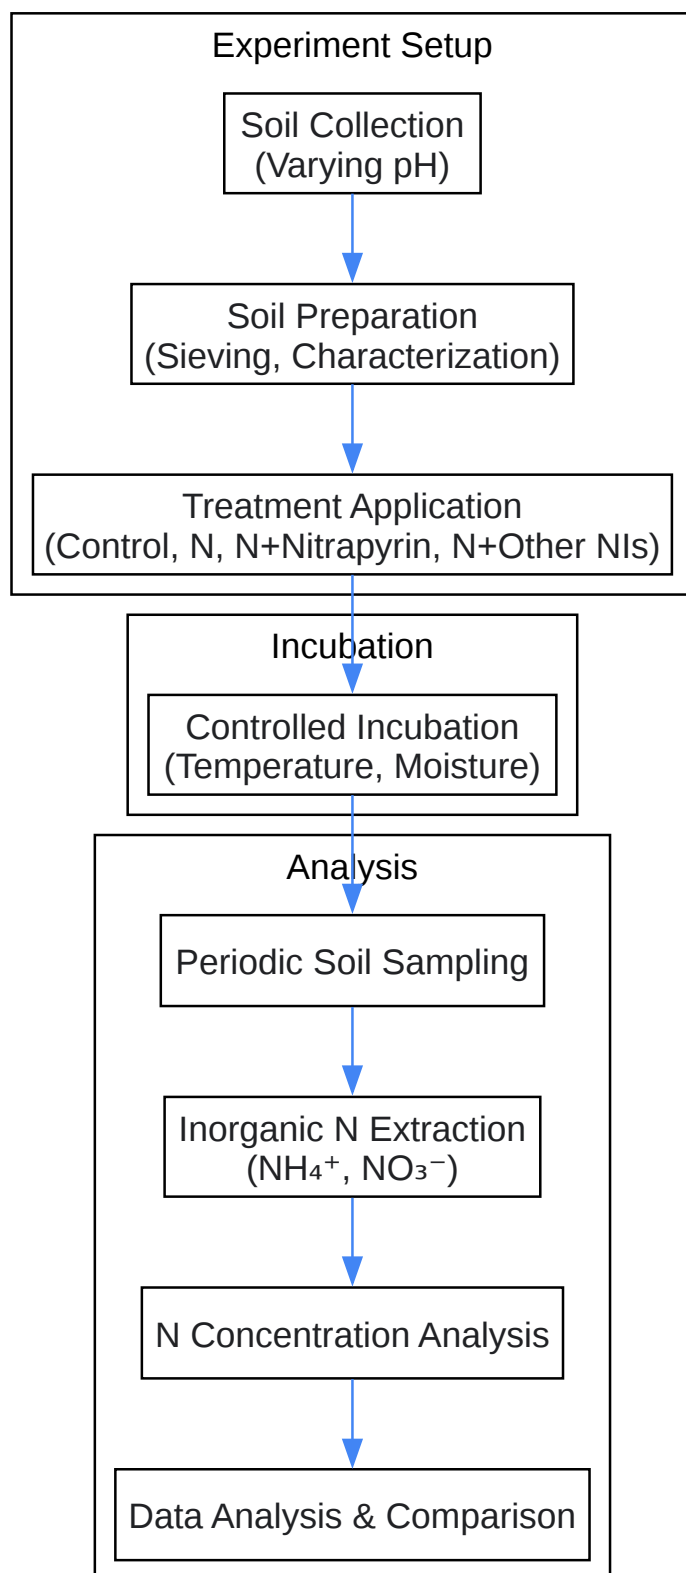 Experiment Setup
Soil Collection
(Varying pH)
Soil Preparation
(Sieving, Characterization)
Treatment Application
(Control, N, N+Nitrapyrin, N+Other NIs)
Incubation
Controlled Incubation
(Temperature, Moisture)
Analysis
Periodic Soil Sampling
Inorganic N Extraction
(NH₄⁺, NO₃⁻)
N Concentration Analysis
Data Analysis & Comparison